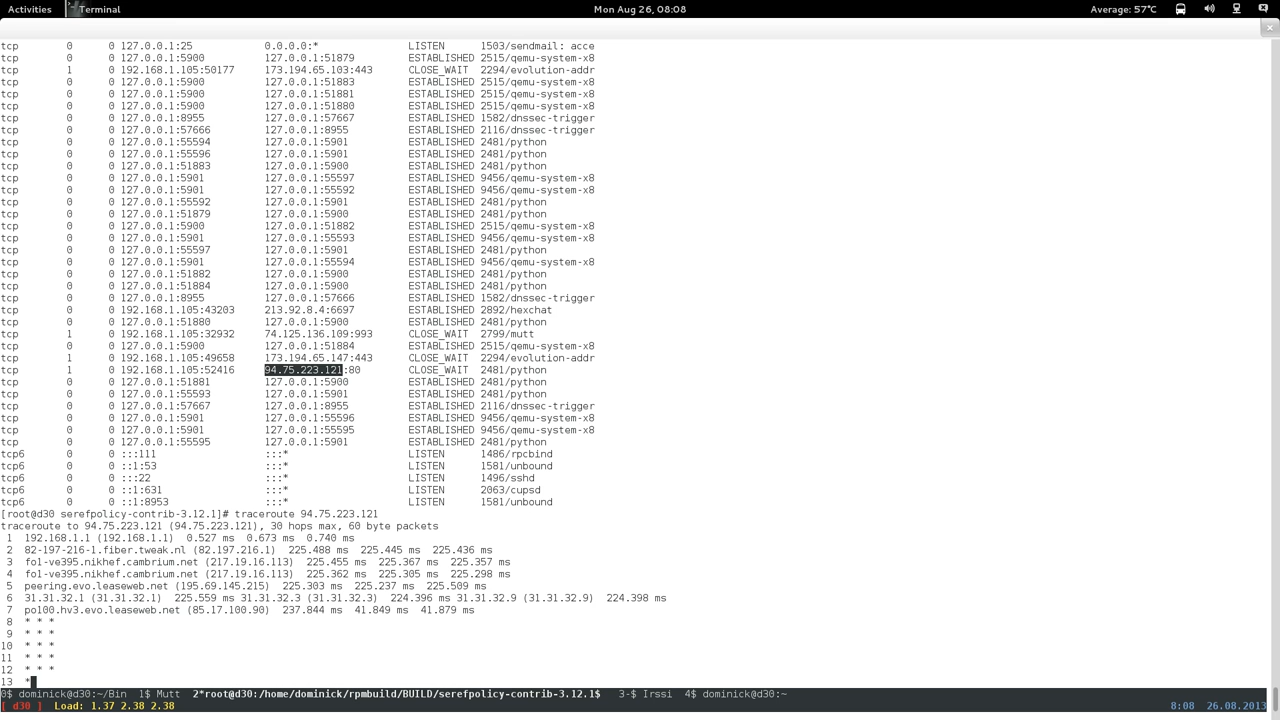 Activities Terminal Mon Aug 26, 08:08 Average: 57°C
tcp 0 0 127.0.0.1:25 0.0.0.0:* LISTEN 1503/sendmail: acce
tcp 0 0 127.0.0.1:5900 127.0.0.1:51879 ESTABLISHED 2515/qemu-system-x8
tcp 1 0 192.168.1.105:50177 173.194.65.103:443 CLOSE_WAIT 2294/evolution-addr
tcp 0 0 127.0.0.1:5900 127.0.0.1:51883 ESTABLISHED 2515/qemu-system-x8
tcp 0 0 127.0.0.1:5900 127.0.0.1:51881 ESTABLISHED 2515/qemu-system-x8
tcp 0 0 127.0.0.1:5900 127.0.0.1:51880 ESTABLISHED 2515/qemu-system-x8
tcp 0 0 127.0.0.1:8955 127.0.0.1:57667 ESTABLISHED 1582/dnssec-trigger
tcp 0 0 127.0.0.1:57666 127.0.0.1:8955 ESTABLISHED 2116/dnssec-trigger
tcp 0 0 127.0.0.1:55594 127.0.0.1:5901 ESTABLISHED 2481/python
tcp 0 0 127.0.0.1:55596 127.0.0.1:5901 ESTABLISHED 2481/python
tcp 0 0 127.0.0.1:51883 127.0.0.1:5900 ESTABLISHED 2481/python
tcp 0 0 127.0.0.1:5901 127.0.0.1:55597 ESTABLISHED 9456/qemu-system-x8
tcp 0 0 127.0.0.1:5901 127.0.0.1:55592 ESTABLISHED 9456/qemu-system-x8
tcp 0 0 127.0.0.1:55592 127.0.0.1:5901 ESTABLISHED 2481/python
tcp 0 0 127.0.0.1:51879 127.0.0.1:5900 ESTABLISHED 2481/python
tcp 0 0 127.0.0.1:5900 127.0.0.1:51882 ESTABLISHED 2515/qemu-system-x8
tcp 0 0 127.0.0.1:5901 127.0.0.1:55593 ESTABLISHED 9456/qemu-system-x8
tcp 0 0 127.0.0.1:55597 127.0.0.1:5901 ESTABLISHED 2481/python
tcp 0 0 127.0.0.1:5901 127.0.0.1:55594 ESTABLISHED 9456/qemu-system-x8
tcp 0 0 127.0.0.1:51882 127.0.0.1:5900 ESTABLISHED 2481/python
tcp 0 0 127.0.0.1:51884 127.0.0.1:5900 ESTABLISHED 2481/python
tcp 0 0 127.0.0.1:8955 127.0.0.1:57666 ESTABLISHED 1582/dnssec-trigger
tcp 0 0 192.168.1.105:43203 213.92.8.4:6697 ESTABLISHED 2892/hexchat
tcp 0 0 127.0.0.1:51880 127.0.0.1:5900 ESTABLISHED 2481/python
tcp 1 0 192.168.1.105:32932 74.125.136.109:993 CLOSE_WAIT 2799/mutt
tcp 0 0 127.0.0.1:5900 127.0.0.1:51884 ESTABLISHED 2515/qemu-system-x8
tcp 1 0 192.168.1.105:49658 173.194.65.147:443 CLOSE_WAIT 2294/evolution-addr
tcp 1 0 192.168.1.105:52416 94.75.223.121:80 CLOSE_WAIT 2481/python
tcp 0 0 127.0.0.1:51881 127.0.0.1:5900 ESTABLISHED 2481/python
tcp 0 0 127.0.0.1:55593 127.0.0.1:5901 ESTABLISHED 2481/python
tcp 0 0 127.0.0.1:57667 127.0.0.1:8955 ESTABLISHED 2116/dnssec-trigger
tcp 0 0 127.0.0.1:5901 127.0.0.1:55596 ESTABLISHED 9456/qemu-system-x8
tcp 0 0 127.0.0.1:5901 127.0.0.1:55595 ESTABLISHED 9456/qemu-system-x8
tcp 0 0 127.0.0.1:55595 127.0.0.1:5901 ESTABLISHED 2481/python
tcp6 0 0 :::111 :::* LISTEN 1486/rpcbind
tcp6 0 0 ::1:53 :::* LISTEN 1581/unbound
tcp6 0 0 :::22 :::* LISTEN 1496/sshd
tcp6 0 0 ::1:631 :::* LISTEN 2063/cupsd
tcp6 0 0 ::1:8953 :::* LISTEN 1581/unbound
[root@d30 serefpolicy-contrib-3.12.1]# traceroute 94.75.223.121
traceroute to 94.75.223.121 (94.75.223.121), 30 hops max, 60 byte packets
1 192.168.1.1 (192.168.1.1) 0.527 ms 0.673 ms 0.740 ms
2 82-197-216-1.fiber.tweak.nl (82.197.216.1) 225.488 ms 225.445 ms 225.436 ms
3 fo1-ve395.nikhef.cambrium.net (217.19.16.113) 225.455 ms 225.367 ms 225.357 ms
4 fo1-ve395.nikhef.cambrium.net (217.19.16.113) 225.362 ms 225.305 ms 225.298 ms
5 peering.evo.leaseweb.net (195.69.145.215) 225.303 ms 225.237 ms 225.509 ms
6 31.31.32.1 (31.31.32.1) 225.559 ms 31.31.32.3 (31.31.32.3) 224.396 ms 31.31.32.9 (31.31.32.9) 224.398 ms
7 po100.hv3.evo.leaseweb.net (85.17.100.90) 237.844 ms 41.849 ms 41.879 ms
8 * * *
9 * * *
10 * * *
11 * * *
12 * * *
13 *
0$ dominick@d30:~/Bin 1$ Mutt 2*root@d30:/home/dominick/rpmbuild/BUILD/serefpolicy-contrib-3.12.1$ 3-$ Irssi 4$ dominick@d30:~
[ d30 ] Load: 1.37 2.38 2.38 8:08 26.08.2013